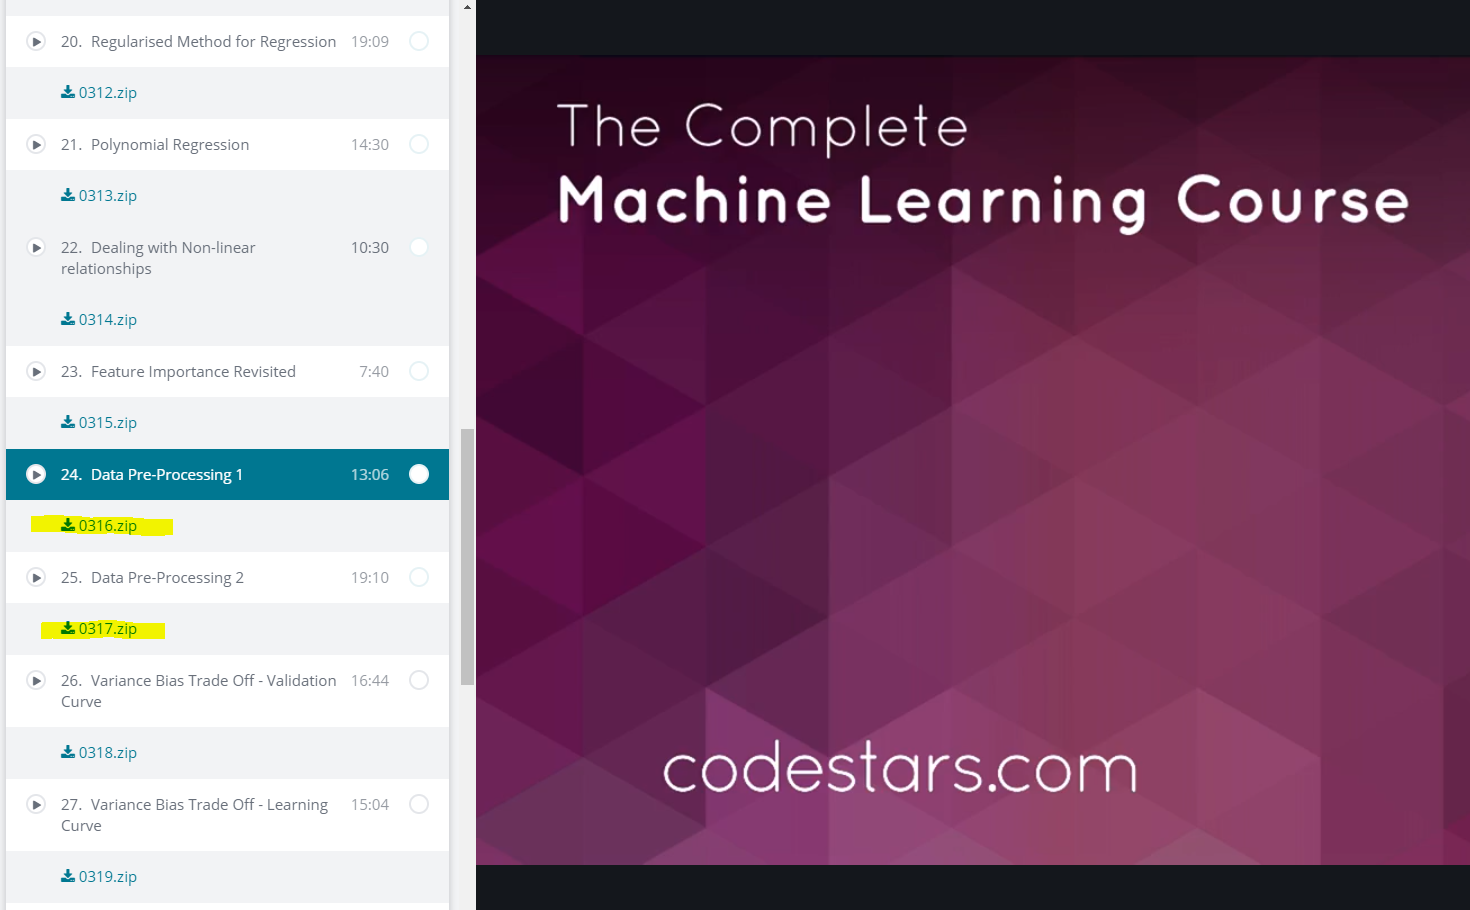 20. Regularised Method for Regression 19:09
0312.zip
21. Polynomial Regression 14:30
0313.zip
22. Dealing with Non-linear 10:30
relationships
0314.zip
23. Feature Importance Revisited 7:40
0315.zip
24. Data Pre-Processing 1 13:06
0316.zip
25. Data Pre-Processing 2 19:10
0317.zip
26. Variance Bias Trade Off - Validation 16:44
Curve
0318.zip
27. Variance Bias Trade Off - Learning 15:04
Curve
0319.zip
The Complete
Machine Learning Course
codestars.com